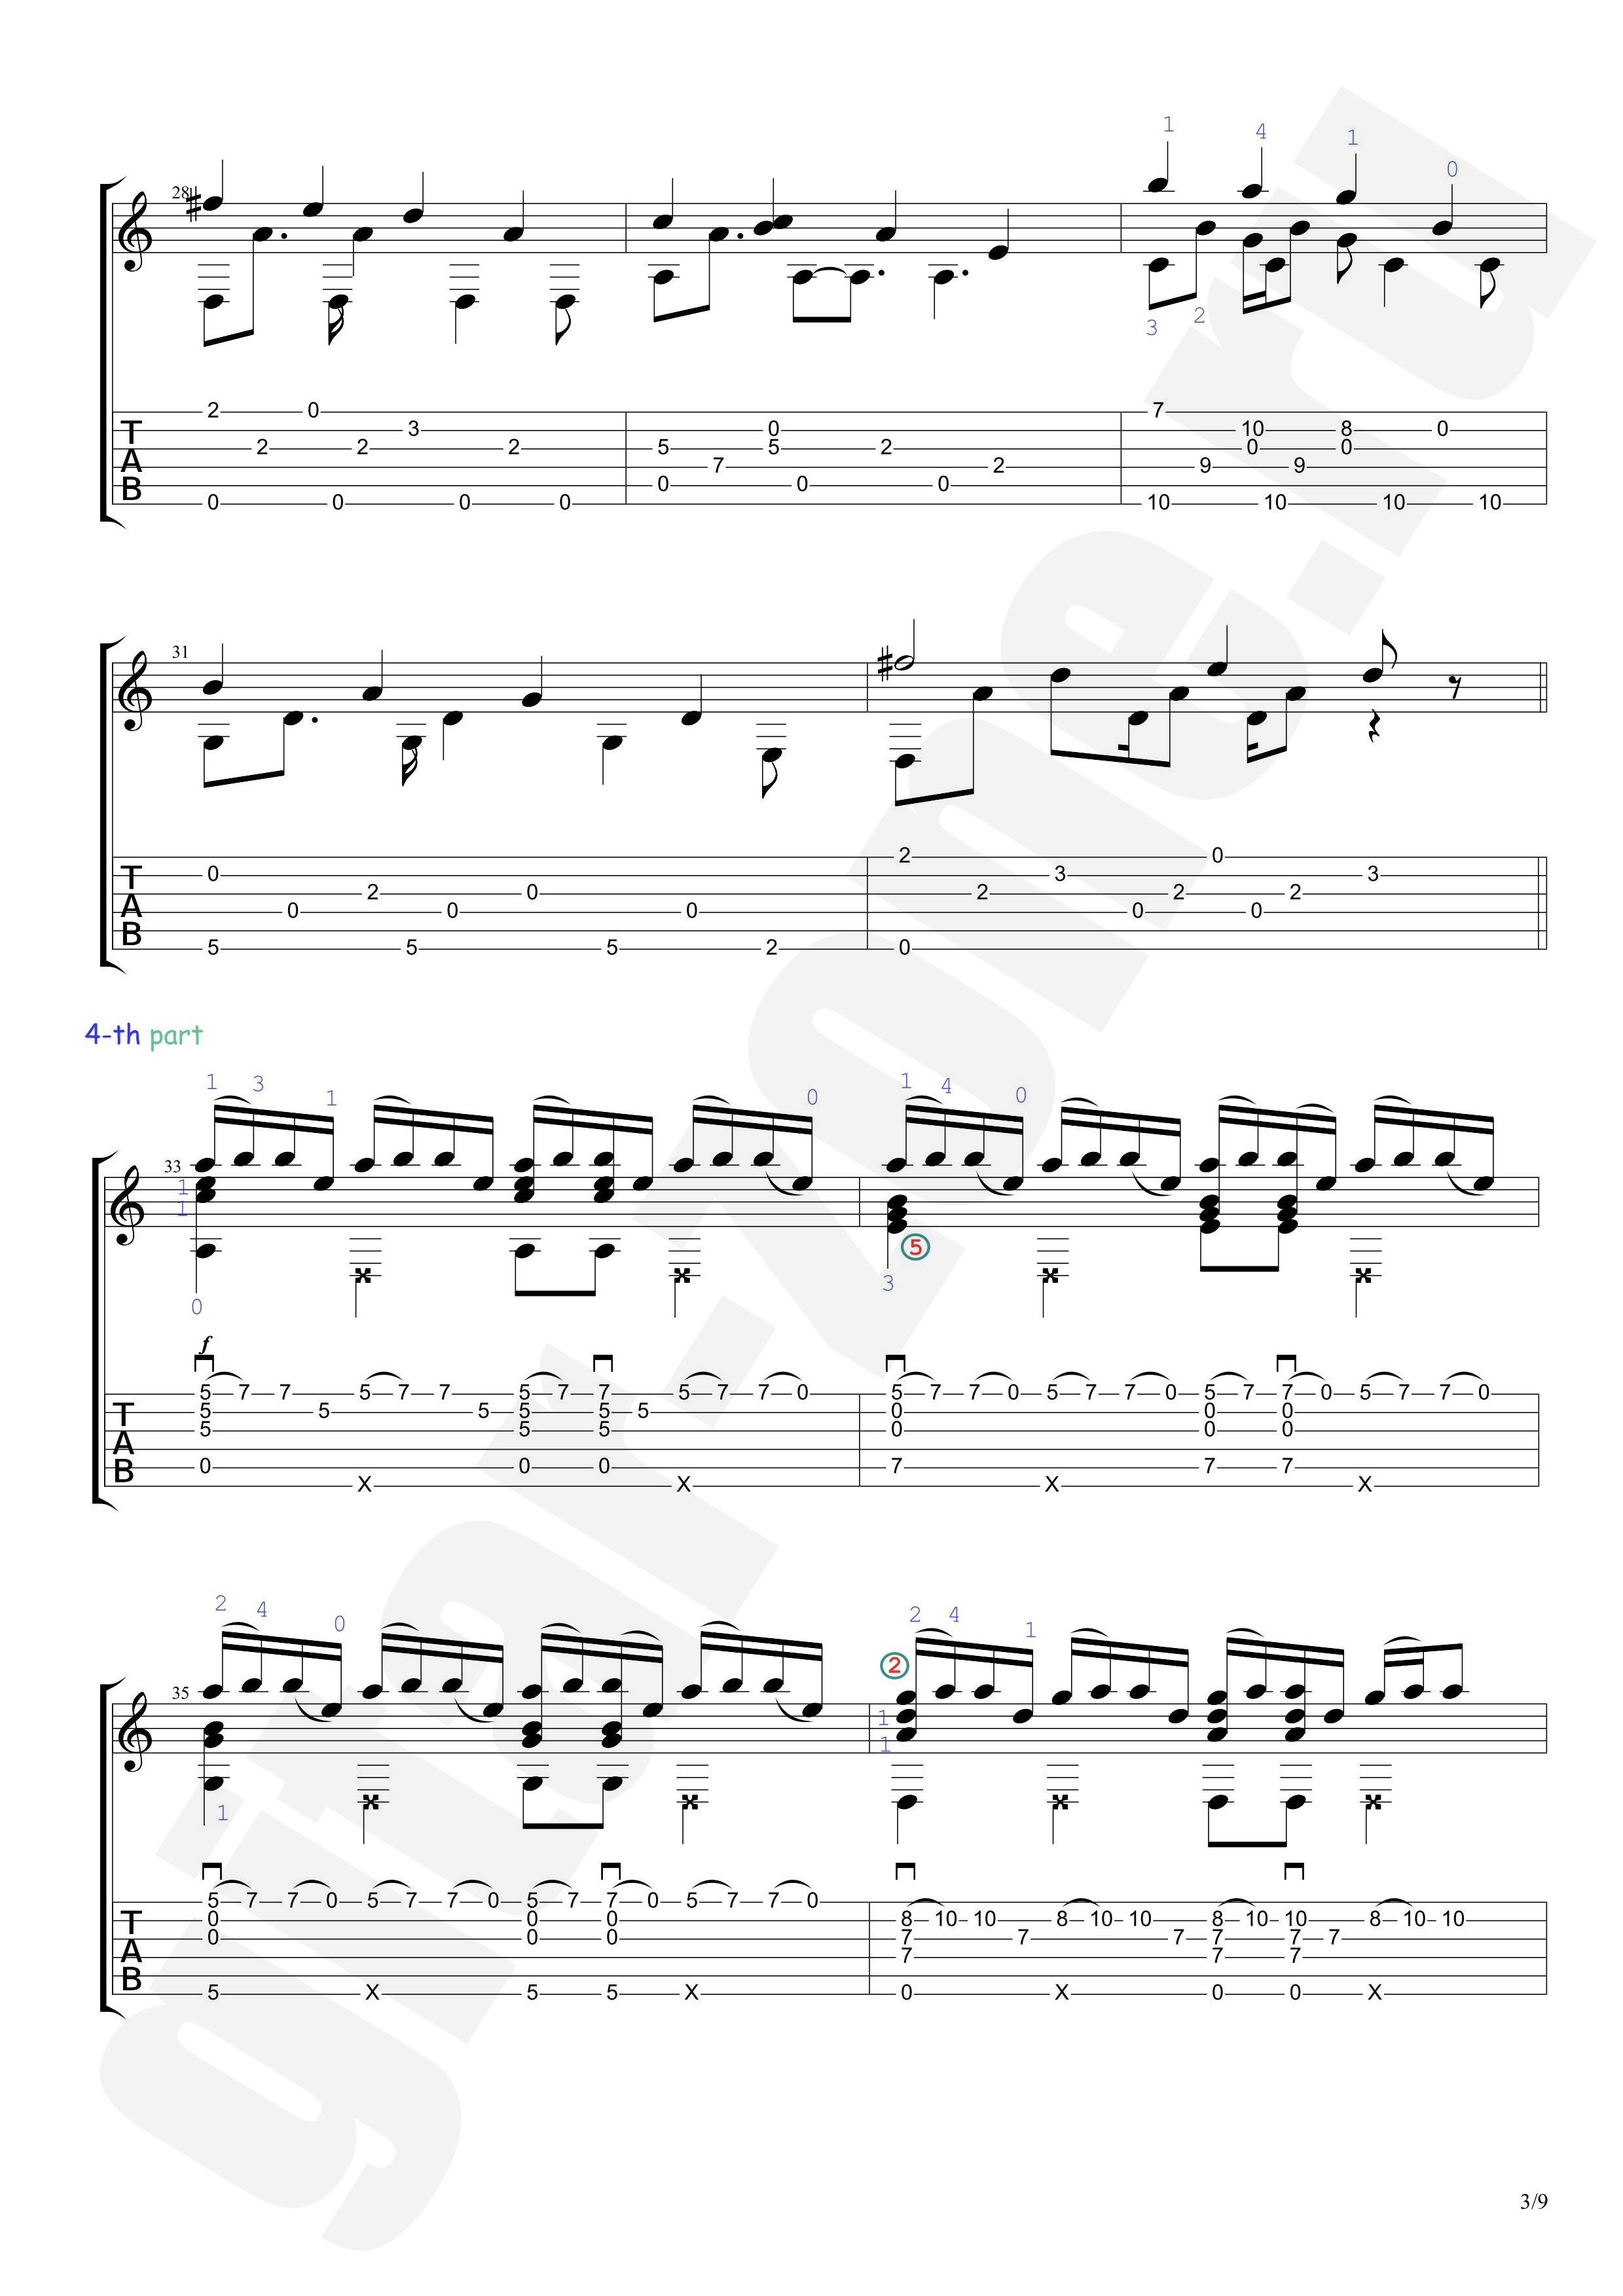 28
1 4 1 0
3 2
2 0 3 0 5 2 7 10 8 0
T A B
2 2 2 5 7 2 2 0 0 9 9
0 0 0 0 0 0 0 10 10 10 10
31
T A B
0 0 2 0 0 0
5 5 5 2
2 2 3 0 2 0 0 2 3
0
4-th part
1 3 1 0 1 4 0
33
1
1
5
0 3
f
T A B
5 7 7 5 7 7 5 7 7 5 7 7 0 5 7 7 0 5 7 7 0 5 7 7 0 5 7 7 0
5 5 5 5 5 5 0 0 0
5 5 5 0 0 0
0 0 0 7 7 7
X X X X
2 4 0 2 4 1
2
35
1
1
1
T A B
5 7 7 0 5 7 7 0 5 7 7 0 5 7 7 0
0 0 0 8 10 10 8 10 10 8 10 10 8 10 10
0 0 0 7 7 7 7 7 7
7 7 7
5 X 5 5 X 0 X 0 0 X
guitar-zone.ru
3/9